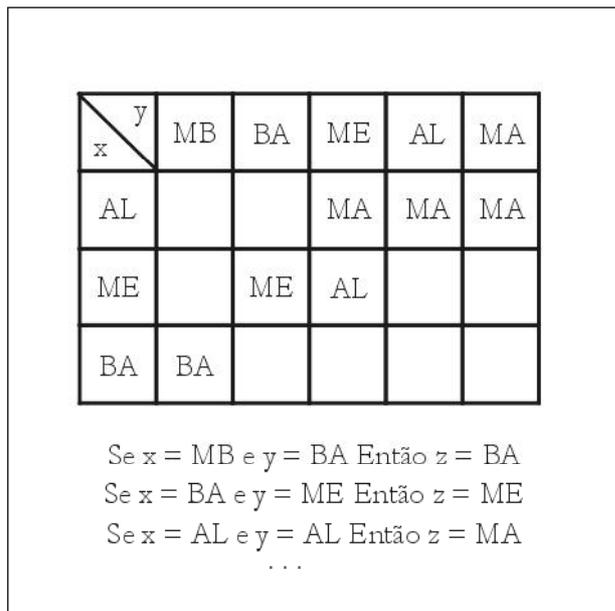 y
x MB BA ME AL MA
AL MA MA MA
ME ME AL
BA BA
Se x = MB e y = BA Então z = BA
Se x = BA e y = ME Então z = ME
Se x = AL e y = AL Então z = MA
. . .